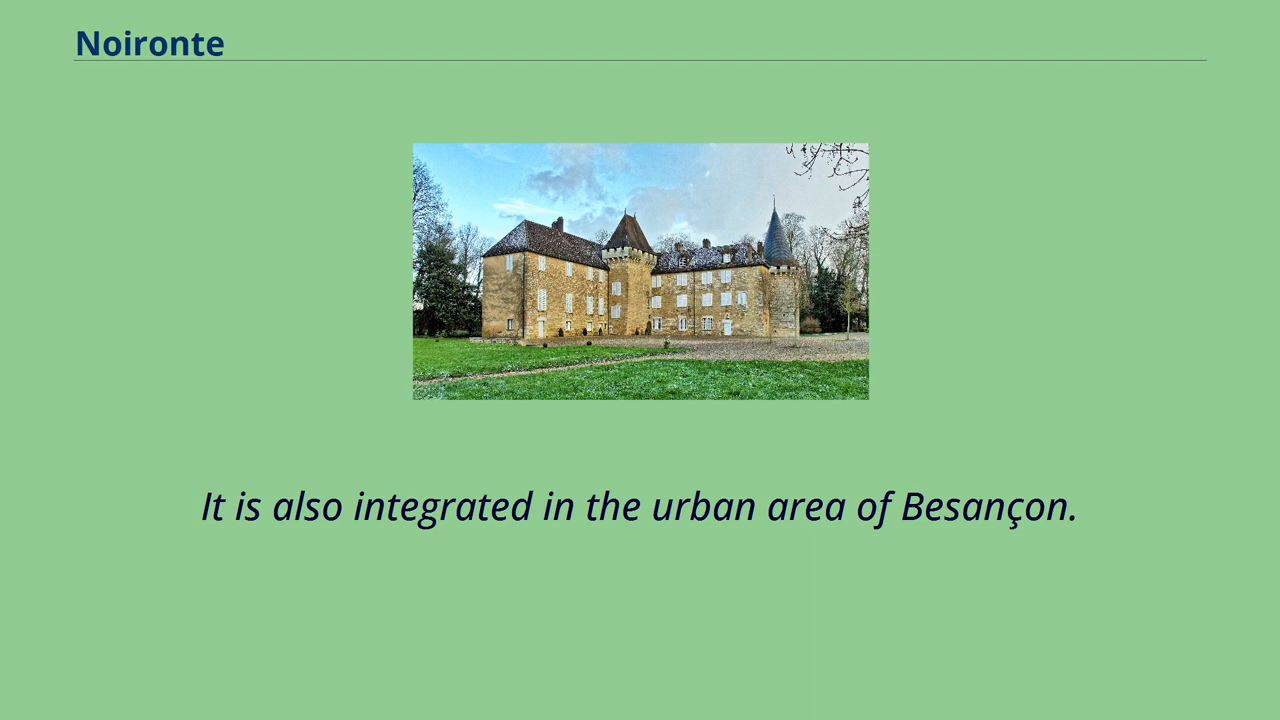 Noironte
It is also integrated in the urban area of Besançon.